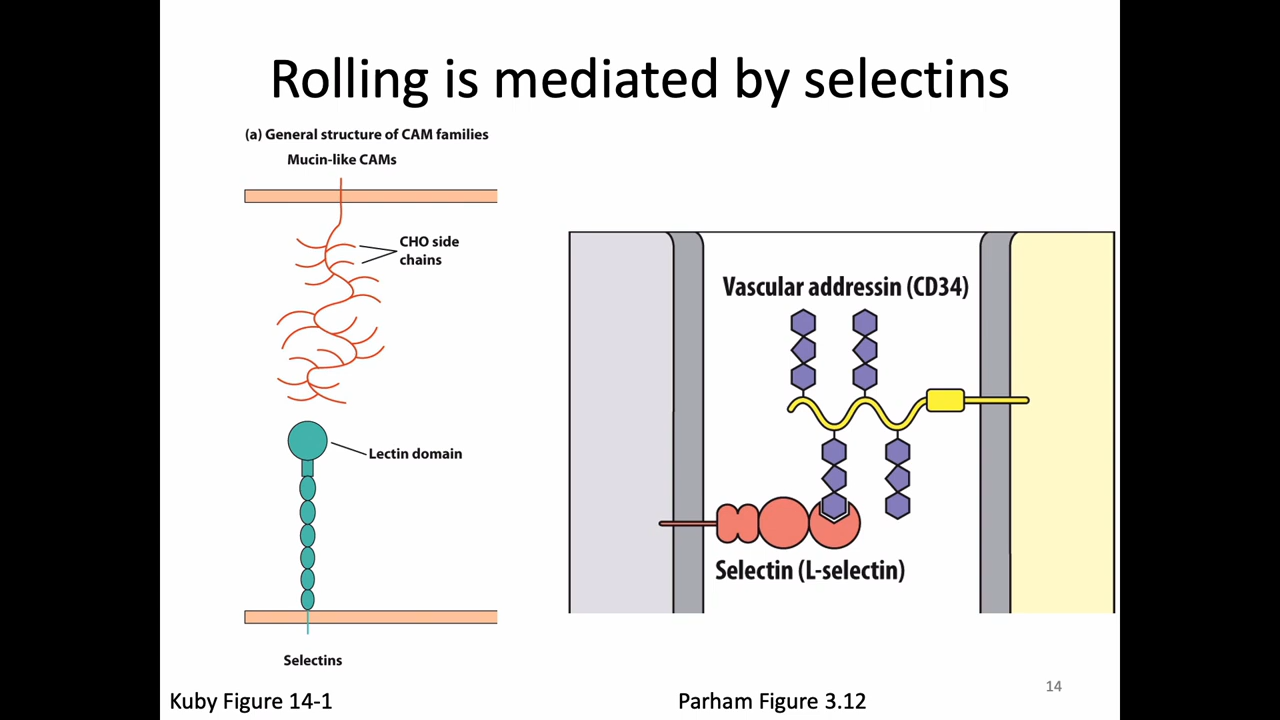 Rolling is mediated by selectins
(a) General structure of CAM families
Mucin-like CAMs
CHO side
chains
Lectin domain
Selectins
Vascular addressin (CD34)
Selectin (L-selectin)
Kuby Figure 14-1
Parham Figure 3.12
14